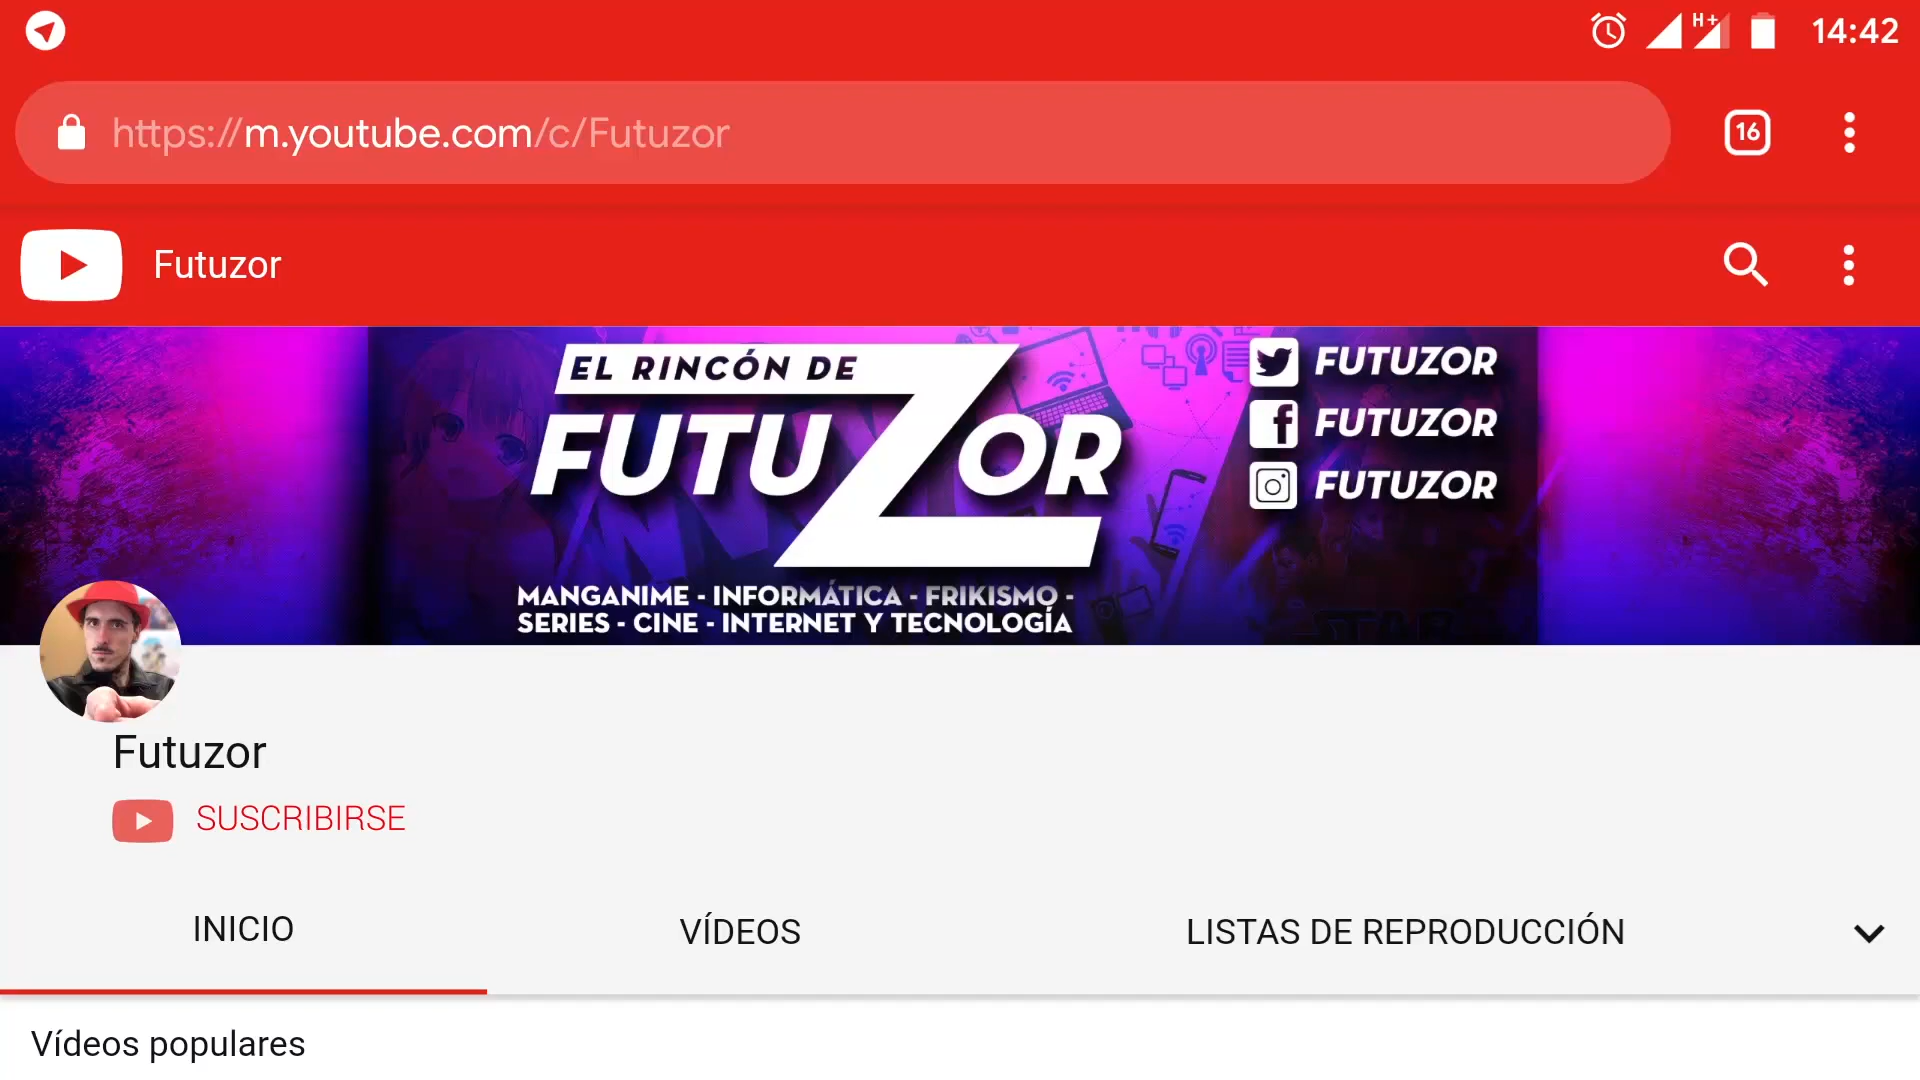 H+ 14:42
https://m.youtube.com/c/Futuzor 16
Futuzor
EL RINCÓN DE
FUTUZOR
MANGANIME - INFORMÁTICA - FRIKISMO -
SERIES - CINE - INTERNET Y TECNOLOGÍA
FUTUZOR
FUTUZOR
FUTUZOR
Futuzor
SUSCRIBIRSE
INICIO VÍDEOS LISTAS DE REPRODUCCIÓN
Vídeos populares